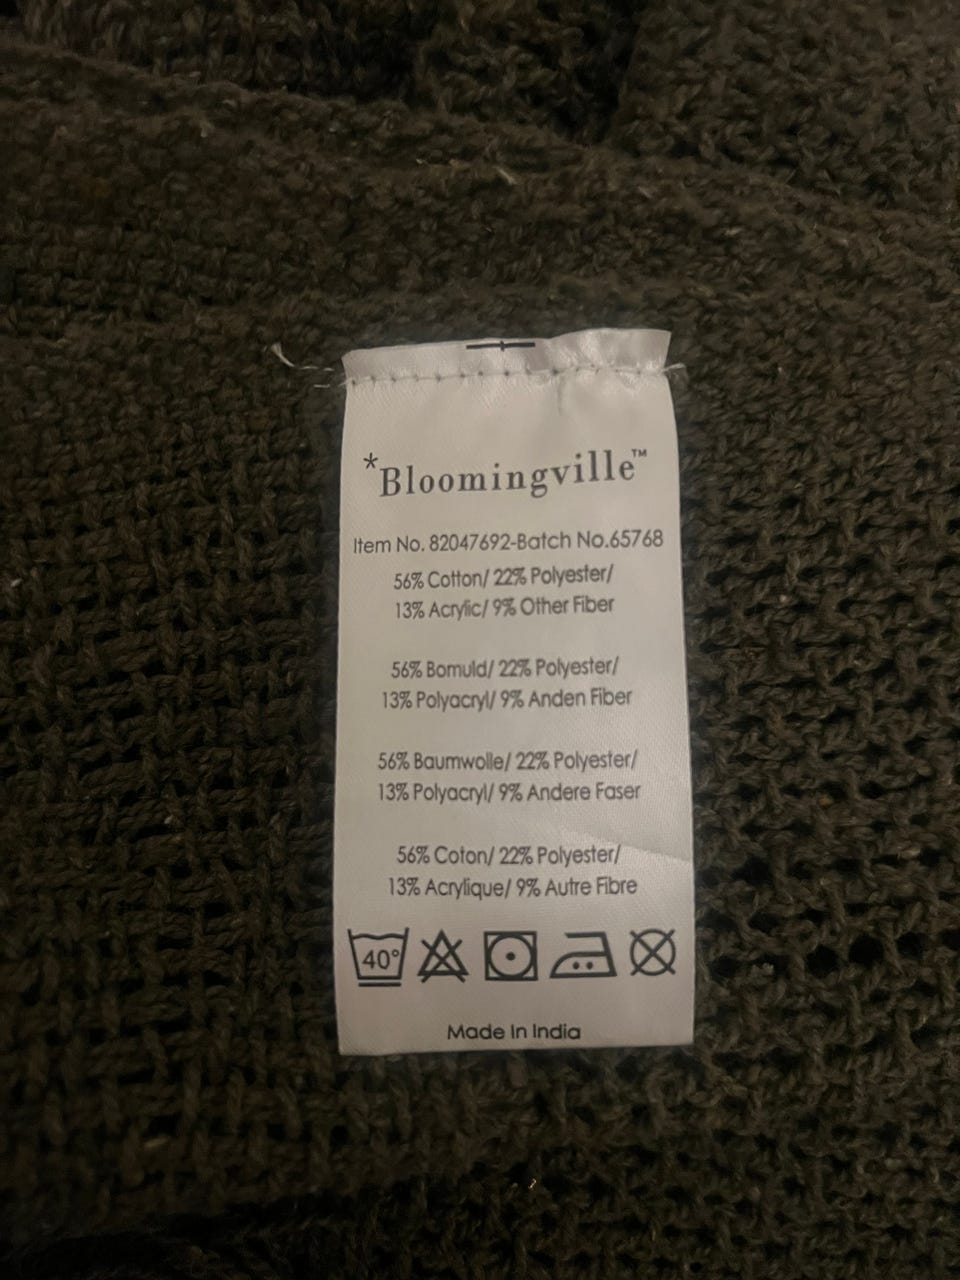 *Bloomingville™
Item No. 82047692-Batch No.65768
56% Cotton/ 22% Polyester/
13% Acrylic/ 9% Other Fiber
56% Bomuld/ 22% Polyester/
13% Polyacryl/ 9% Anden Fiber
56% Baumwolle/ 22% Polyester/
13% Polyacryl/ 9% Andere Faser
56% Coton/ 22% Polyester/
13% Acrylique/ 9% Autre Fibre
40°
Made In India